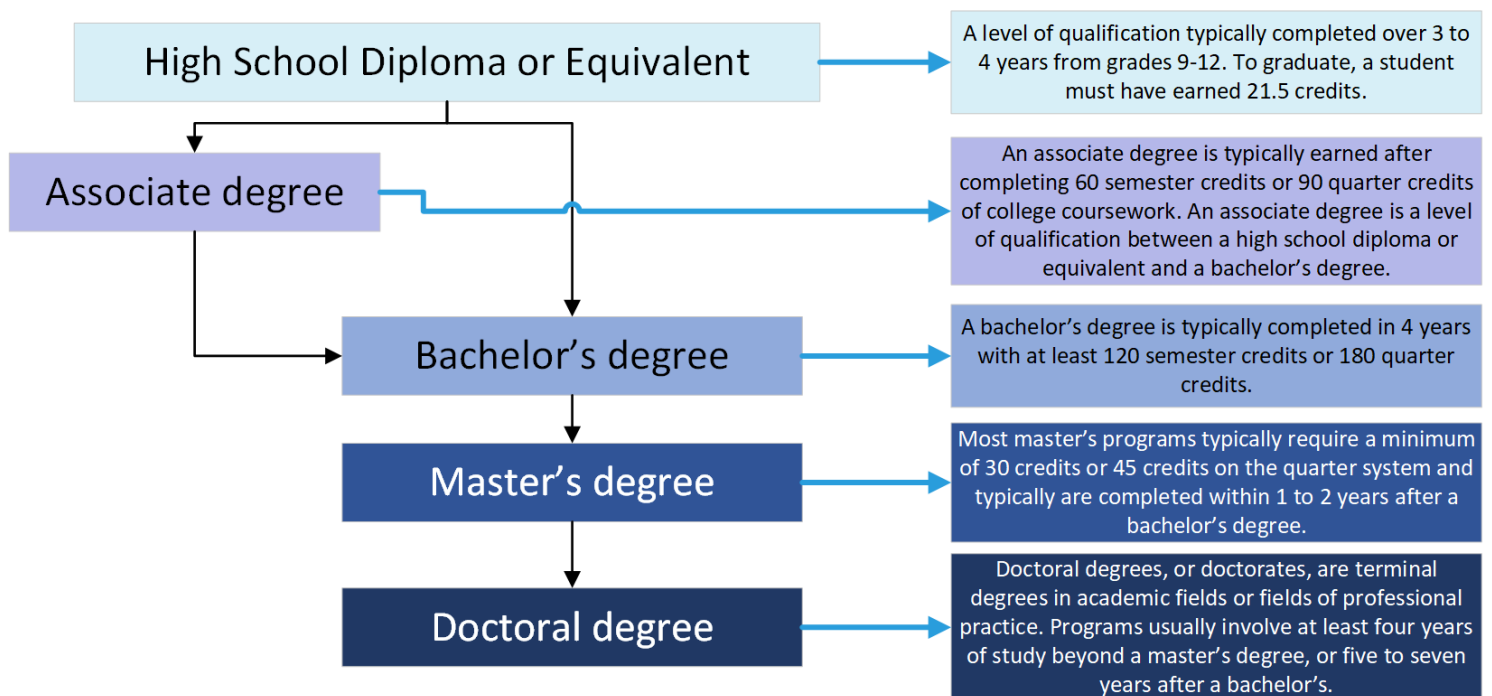 High School Diploma or Equivalent
A level of qualification typically completed over 3 to
4 years from grades 9-12. To graduate, a student
must have earned 21.5 credits.
Associate degree
An associate degree is typically earned after
completing 60 semester credits or 90 quarter credits
of college coursework. An associate degree is a level
of qualification between a high school diploma or
equivalent and a bachelor’s degree.
Bachelor’s degree
A bachelor’s degree is typically completed in 4 years
with at least 120 semester credits or 180 quarter
credits.
Master’s degree
Most master’s programs typically require a minimum
of 30 credits or 45 credits on the quarter system and
typically are completed within 1 to 2 years after a
bachelor’s degree.
Doctoral degree
Doctoral degrees, or doctorates, are terminal
degrees in academic fields or fields of professional
practice. Programs usually involve at least four years
of study beyond a master’s degree, or five to seven
years after a bachelor’s.